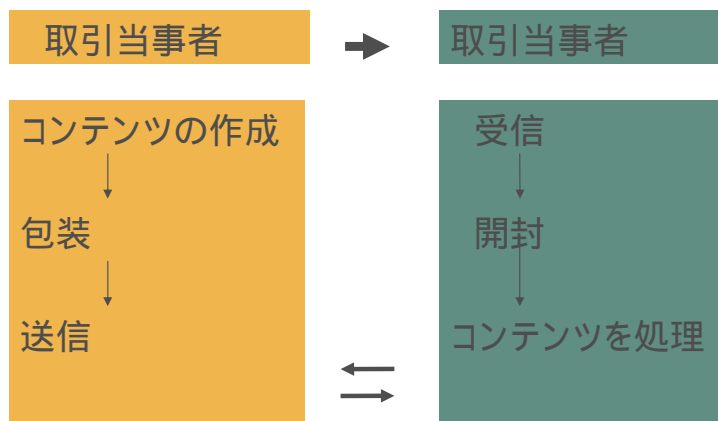 取引当事者
取引当事者
コンテンツの作成
包装
送信
受信
開封
コンテンツを処理